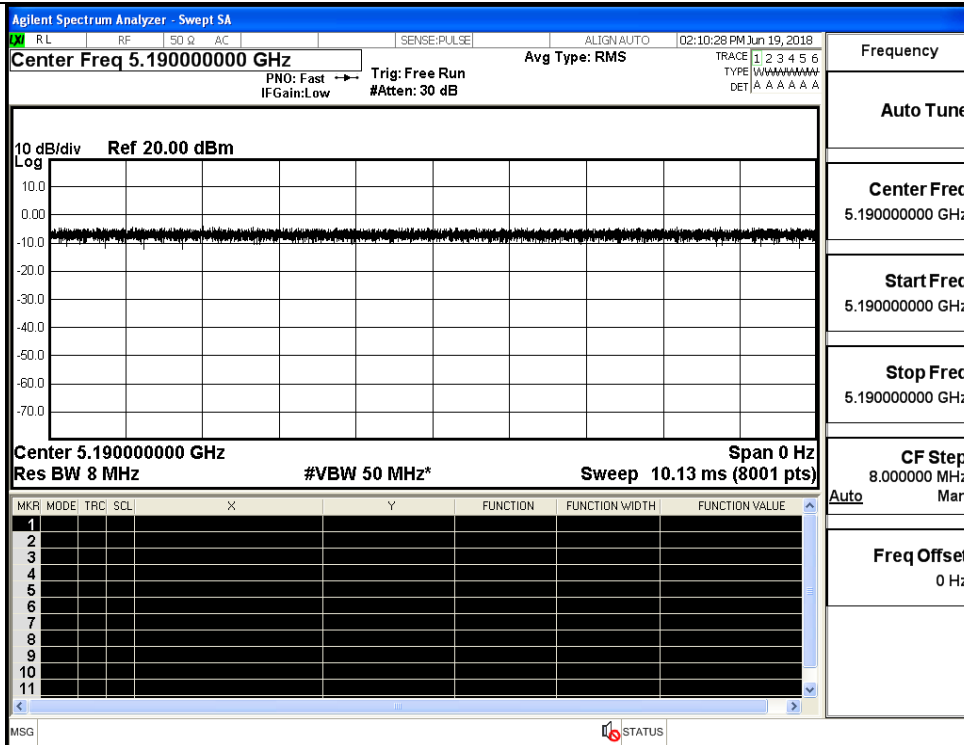 Agilent Spectrum Analyzer - Swept SA
LXI RL RF 50 Ω AC SENSE:PULSE ALIGN AUTO 02:10:28 PM Jun 19, 2018
Center Freq 5.190000000 GHz
Avg Type: RMS
TRACE 1 2 3 4 5 6
PNO: Fast
Trig: Free Run
TYPE WWWWWW
IFGain:Low
#Atten: 30 dB
DET A A A A A A
10 dB/div Ref 20.00 dBm
Log
10.0
0.00
-10.0
-20.0
-30.0
-40.0
-50.0
-60.0
-70.0
Center 5.190000000 GHz Span 0 Hz
Res BW 8 MHz #VBW 50 MHz* Sweep 10.13 ms (8001 pts)
MKR MODE TRC SCL X Y FUNCTION FUNCTION WIDTH FUNCTION VALUE
1
2
3
4
5
6
7
8
9
10
11
MSG STATUS
Frequency
Auto Tune
Center Freq
5.190000000 GHz
Start Freq
5.190000000 GHz
Stop Freq
5.190000000 GHz
CF Step
8.000000 MHz
Auto Man
Freq Offset
0 Hz